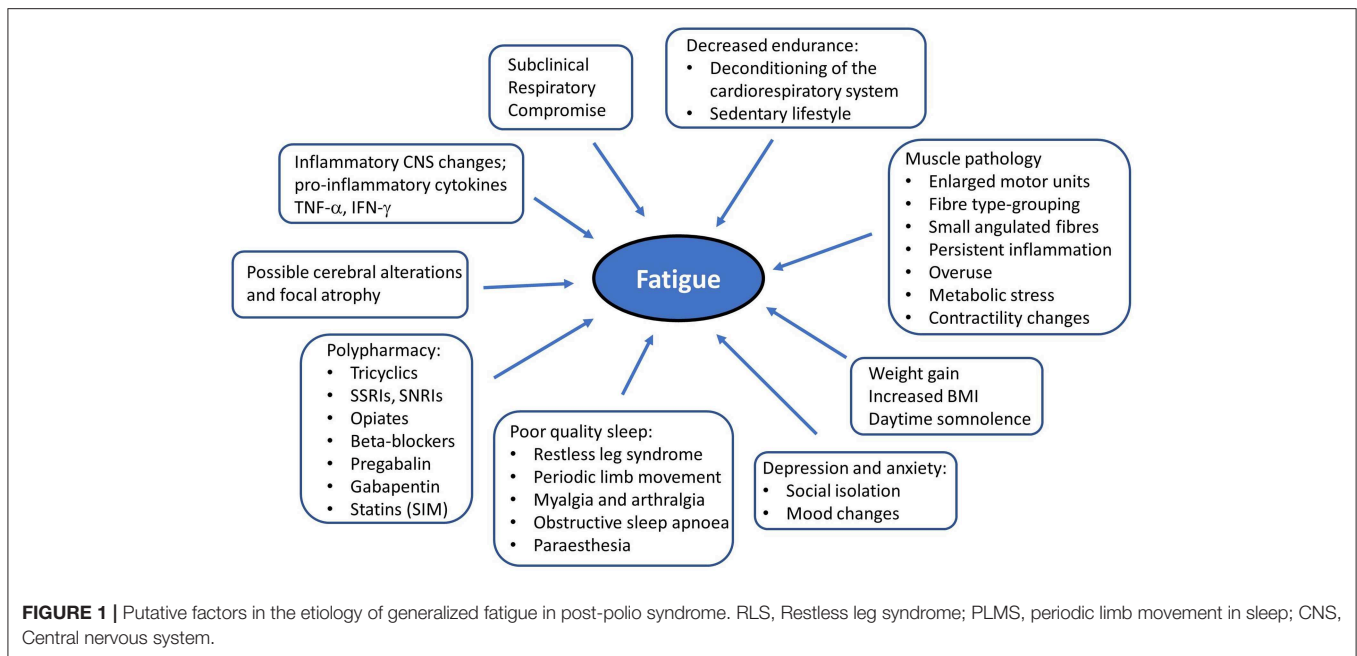 Subclinical
Respiratory
Compromise
Decreased endurance:
• Deconditioning of the
cardiorespiratory system
• Sedentary lifestyle
Inflammatory CNS changes;
pro-inflammatory cytokines
TNF-α, IFN-γ
Muscle pathology
• Enlarged motor units
• Fibre type-grouping
• Small angulated fibres
• Persistent inflammation
• Overuse
• Metabolic stress
• Contractility changes
Possible cerebral alterations
and focal atrophy
Fatigue
Polypharmacy:
• Tricyclics
• SSRIs, SNRIs
• Opiates
• Beta-blockers
• Pregabalin
• Gabapentin
• Statins (SIM)
Poor quality sleep:
• Restless leg syndrome
• Periodic limb movement
• Myalgia and arthralgia
• Obstructive sleep apnoea
• Paraesthesia
Weight gain
Increased BMI
Daytime somnolence
Depression and anxiety:
• Social isolation
• Mood changes
FIGURE 1 | Putative factors in the etiology of generalized fatigue in post-polio syndrome. RLS, Restless leg syndrome; PLMS, periodic limb movement in sleep; CNS,
Central nervous system.